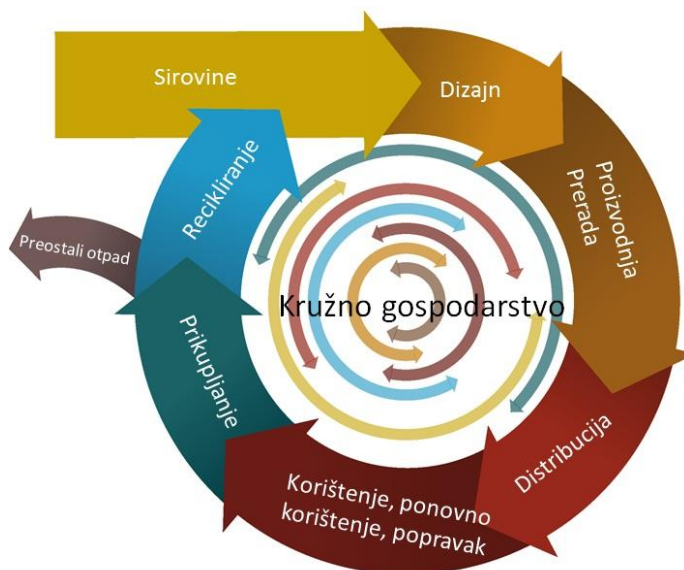 Sirovine
Dizajn
Proizvodnja
Prerada
Distribucija
Korištenje, ponovno
korištenje, popravak
Prikupljanje
Preostali otpad
Recikliranje
Kružno gospodarstvo